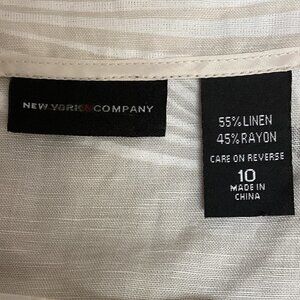 NEW YORK & COMPANY
55% LINEN
45% RAYON
CARE ON REVERSE
10
MADE IN
CHINA